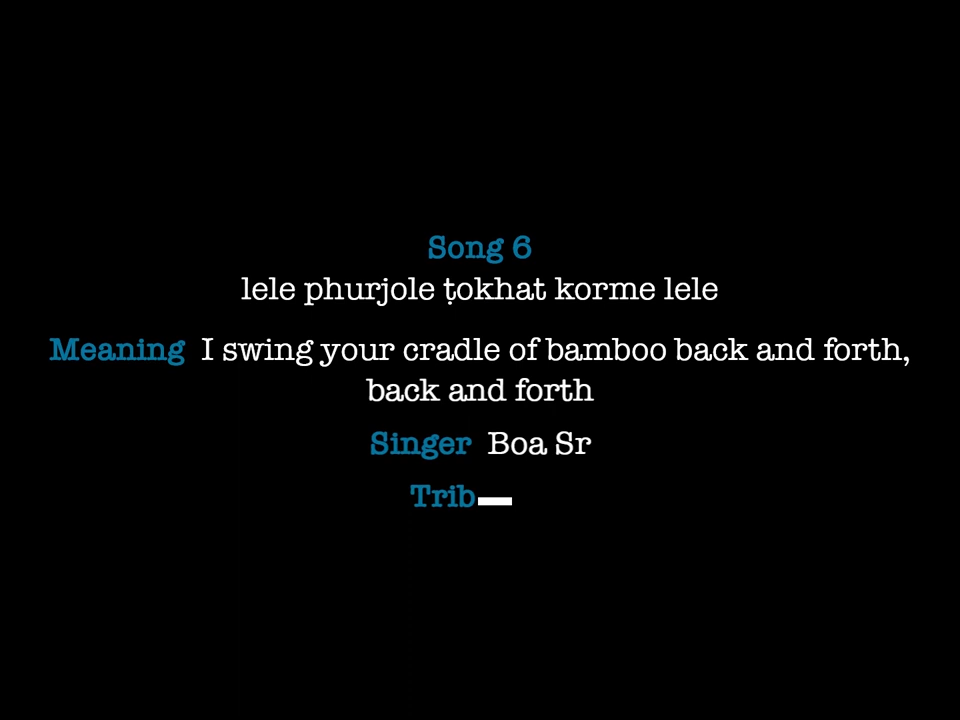 Song 6
lele phurjole ṭokhat korme lele
Meaning I swing your cradle of bamboo back and forth,
back and forth
Singer Boa Sr
Trib